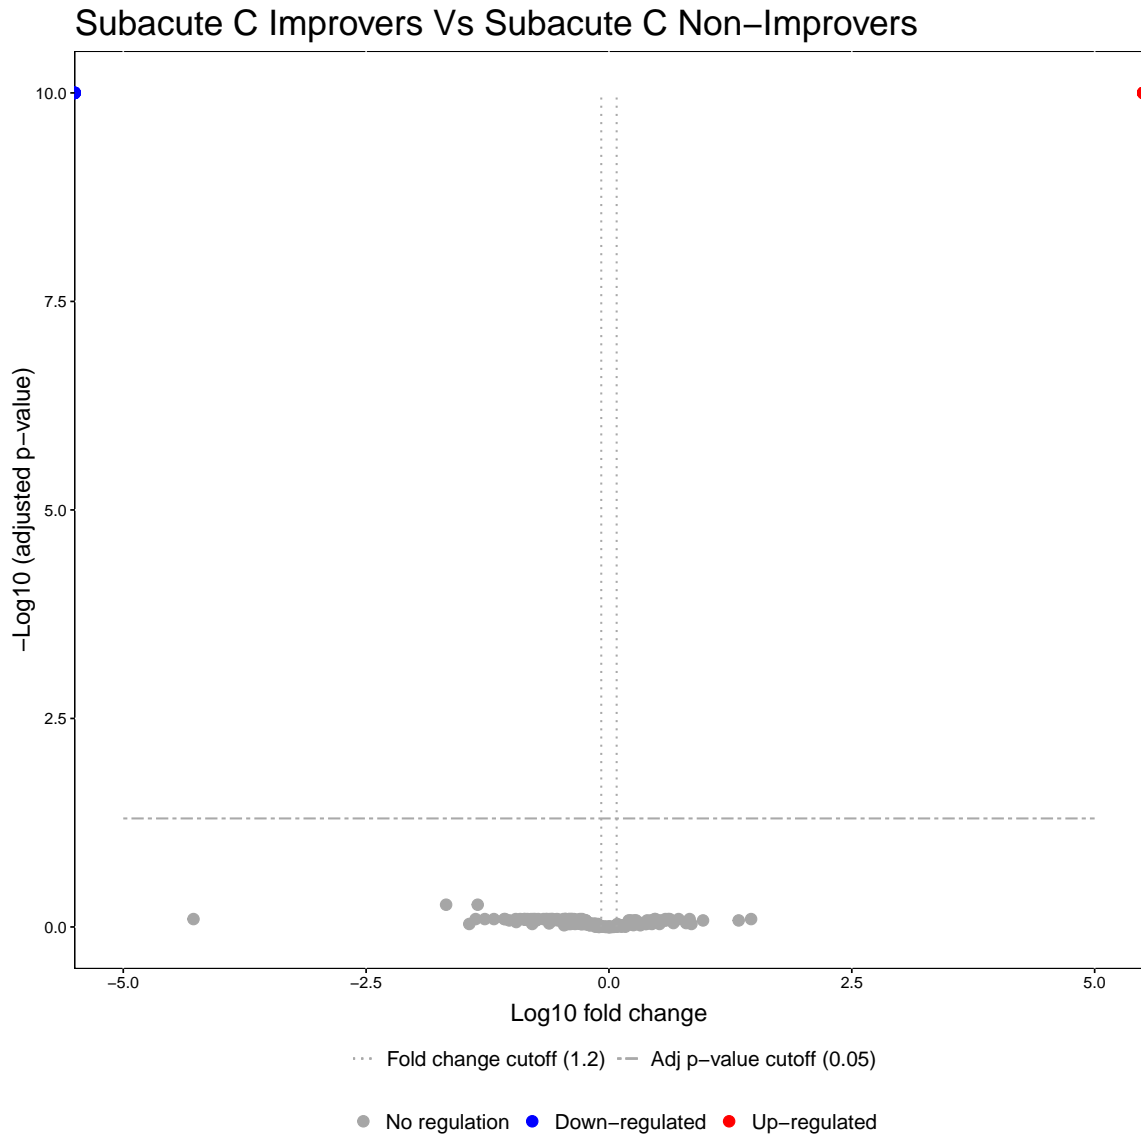 Subacute C Improvers Vs Subacute C Non−Improvers
−Log10 (adjusted p−value)
10.0
7.5
5.0
2.5
0.0
−5.0 −2.5 0.0 2.5 5.0
Log10 fold change
Fold change cutoff (1.2) Adj p−value cutoff (0.05)
No regulation Down−regulated Up−regulated